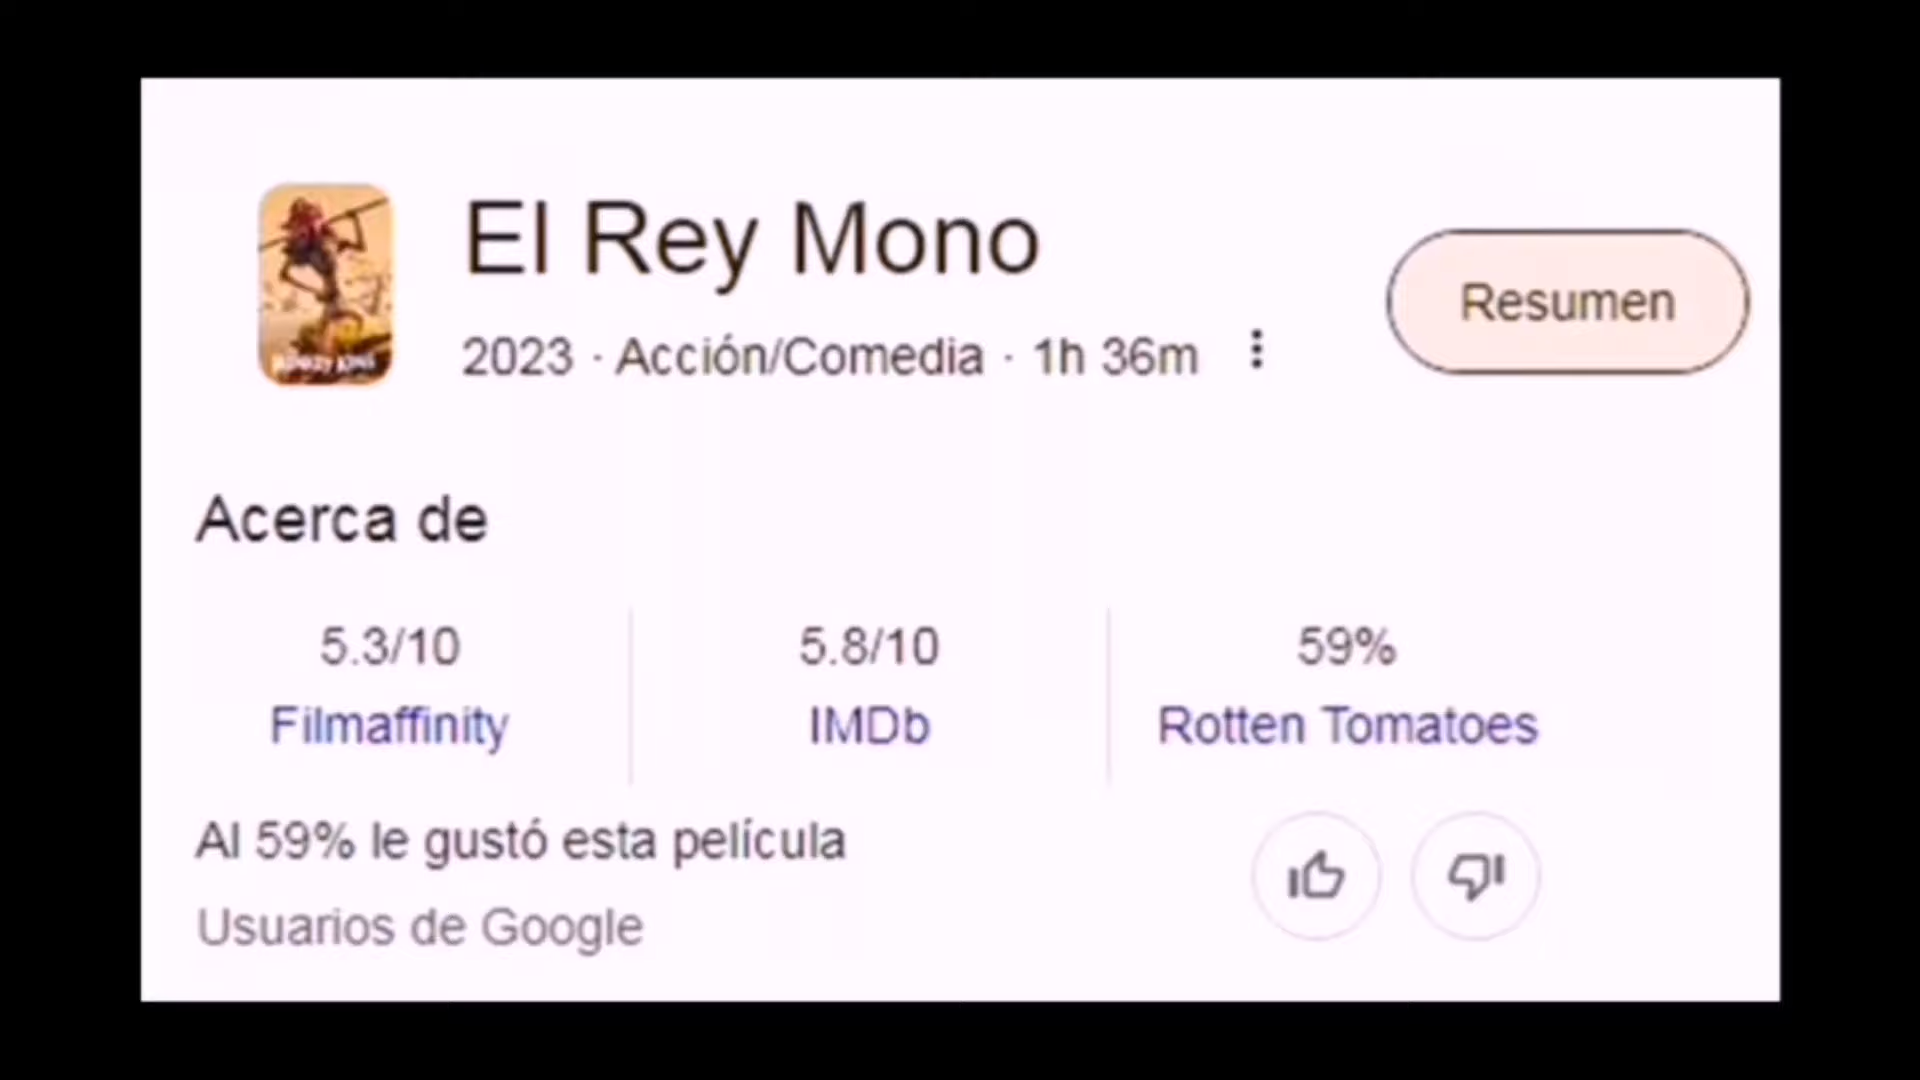 El Rey Mono
2023 · Acción/Comedia · 1h 36m
Resumen
Acerca de
5.3/10
Filmaffinity
5.8/10
IMDb
59%
Rotten Tomatoes
Al 59% le gustó esta película
Usuarios de Google